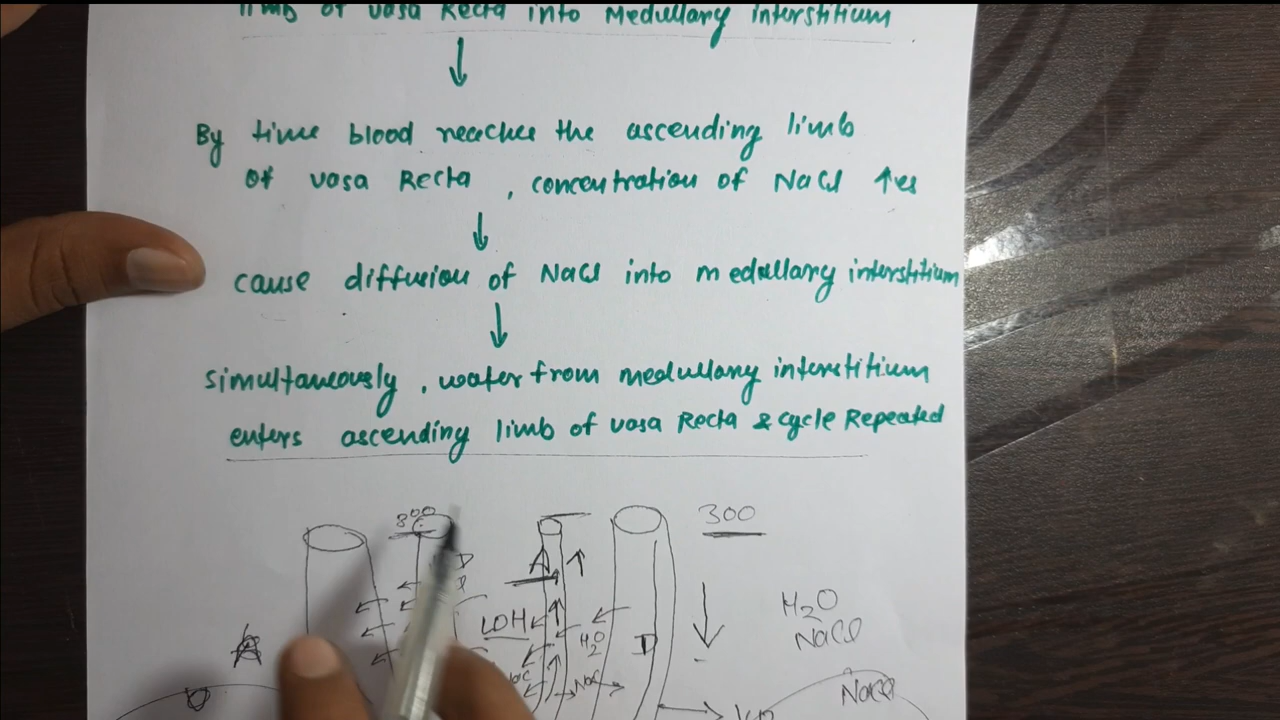 limb of vasa Recta into Medullary interstitium
↓
By time blood reaches the ascending limb
of vasa Recta , concentration of NaCl ↑es
↓
cause diffusion of NaCl into medullary interstitium
↓
simultaneously , water from medullary interstitium
enters ascending limb of vasa Recta & cycle Repeated
300
A
LOH
H2O
D
H2O
NaCl
NaCl